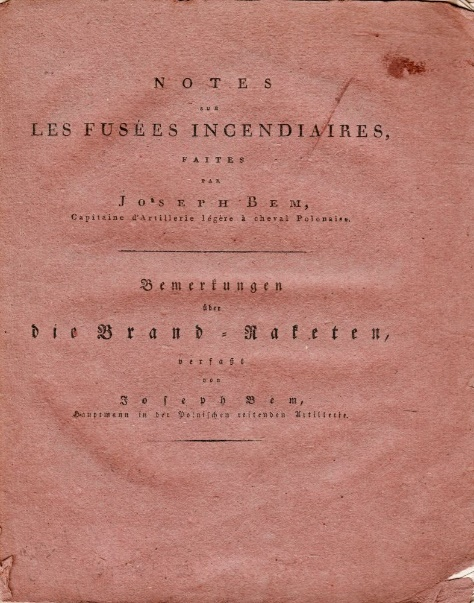 NOTES
SUR
LES FUSÉES INCENDIAIRES,
FAITES
PAR
JOSEPH BEM,
Capitaine d'Artillerie légère à cheval Polonaise.
Bemerkungen
über
die Brand-Raketen,
verfaßt
von
Joseph Bem,
Hauptmann in der Polnischen reitenden Artillerie.